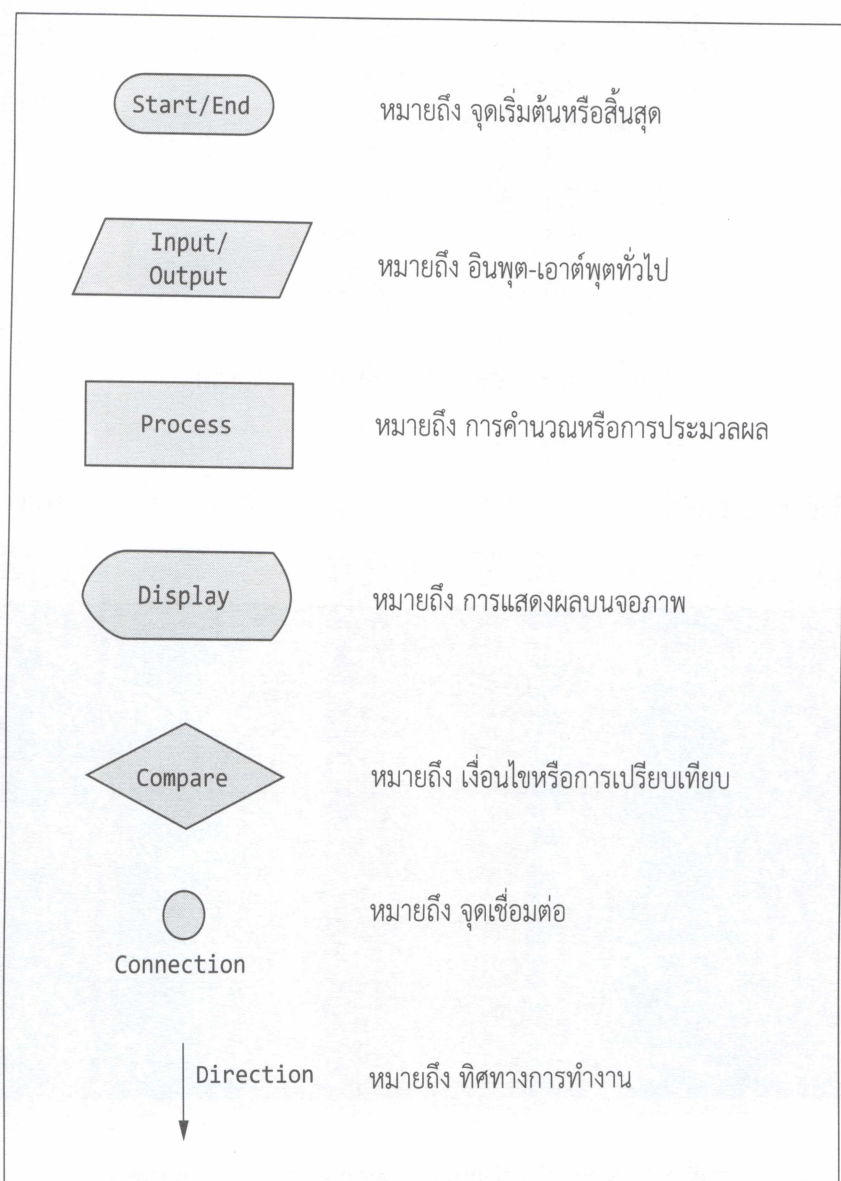 Start/End หมายถึง จุดเริ่มต้นหรือสิ้นสุด
Input/
Output หมายถึง อินพุต-เอาต์พุตทั่วไป
Process หมายถึง การคำนวณหรือการประมวลผล
Display หมายถึง การแสดงผลบนจอภาพ
Compare หมายถึง เงื่อนไขหรือการเปรียบเทียบ
หมายถึง จุดเชื่อมต่อ
Connection
Direction หมายถึง ทิศทางการทำงาน